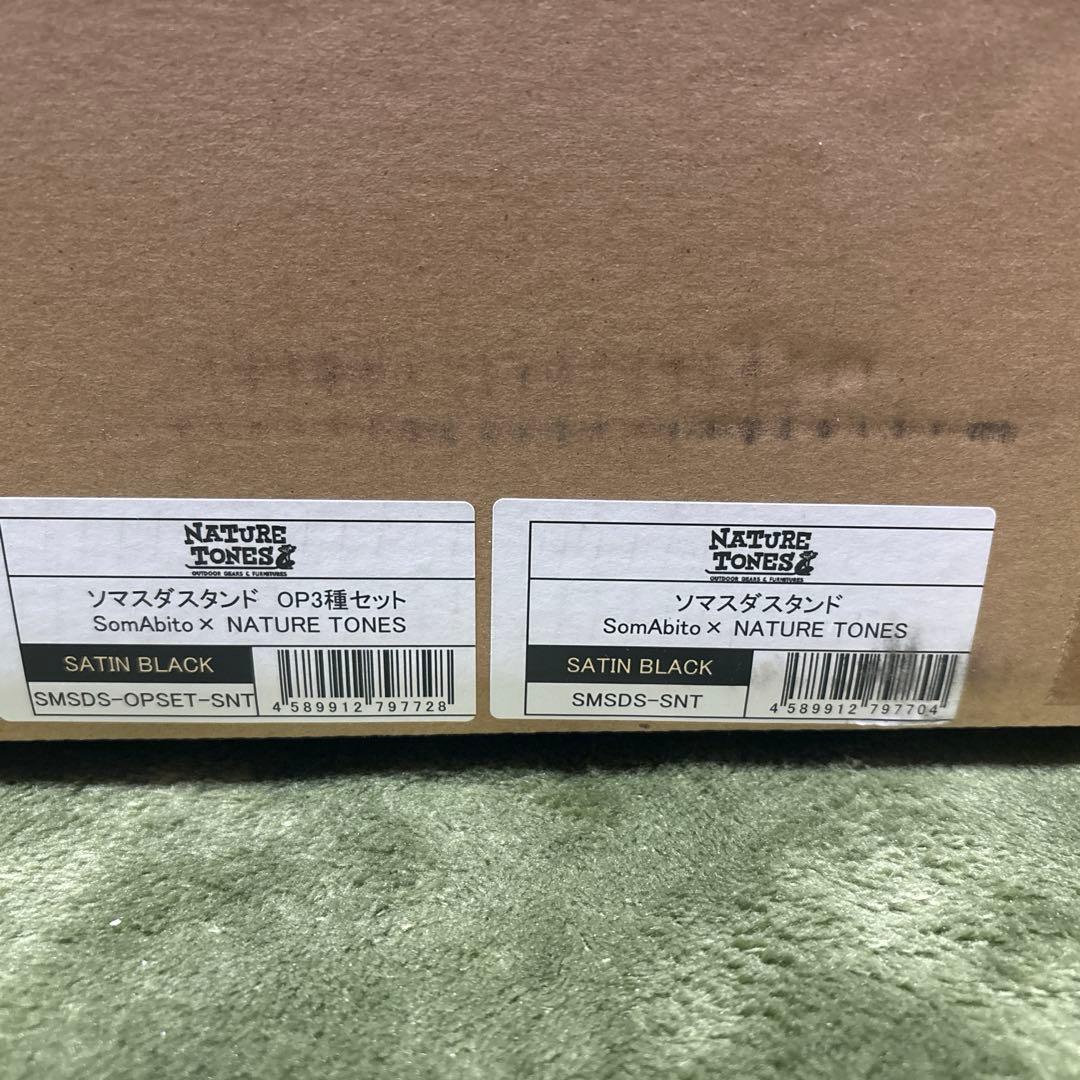 NATURE
TONES
OUTDOOR GEARS & FURNITURES
ソマスダスタンド OP3種セット
SomAbito× NATURE TONES
SATIN BLACK
SMSDS-OPSET-SNT
4 589912 797728
NATURE
TONES
OUTDOOR GEARS & FURNITURES
ソマスダスタンド
SomAbito× NATURE TONES
SATIN BLACK
SMSDS-SNT
4 589912 797704